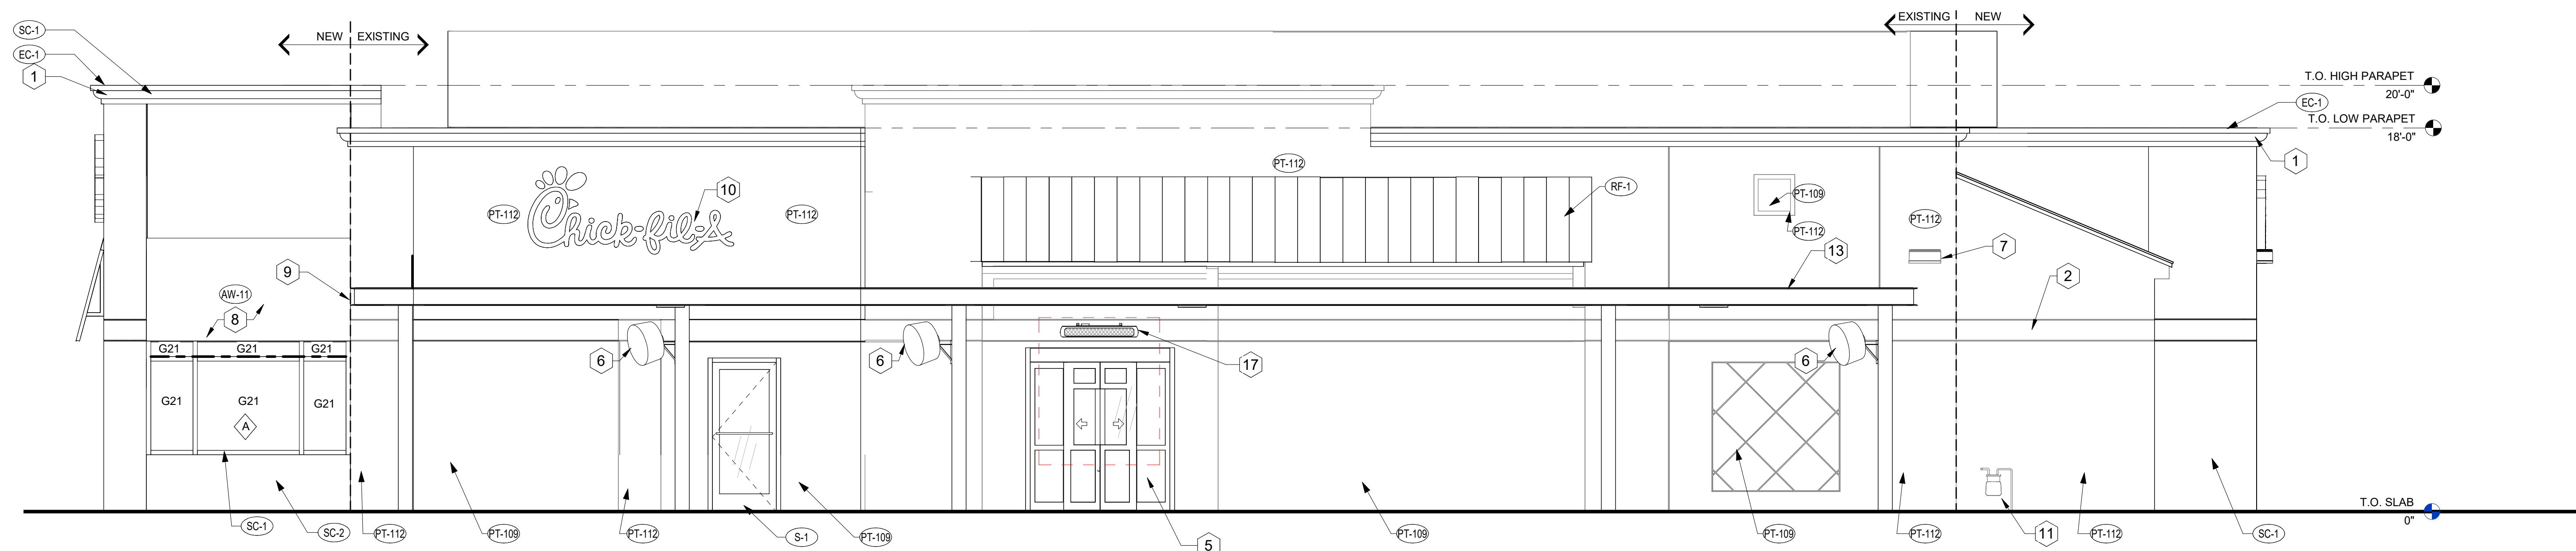 SC-1
EC-1
1
NEW EXISTING
EXISTING NEW
T.O. HIGH PARAPET
20'-0"
EC-1
T.O. LOW PARAPET
18'-0"
1
PT-112
Chick-fil-A
10
PT-112
PT-112
RF-1
PT-109
PT-112
PT-112
7
13
9
2
AW-11
8
G21 G21 G21
G21 G21 G21
A
6
6
17
6
SC-1
SC-2
PT-112
PT-109
PT-112
S-1
PT-109
5
PT-109
PT-109
PT-112
11
PT-112
SC-1
T.O. SLAB
0"